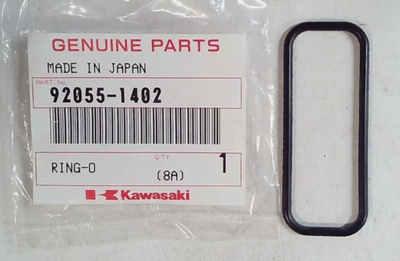 GENUINE PARTS
MADE IN JAPAN
PART No.
92055-1402
QTY
RING-O 1
(8A)
Kawasaki